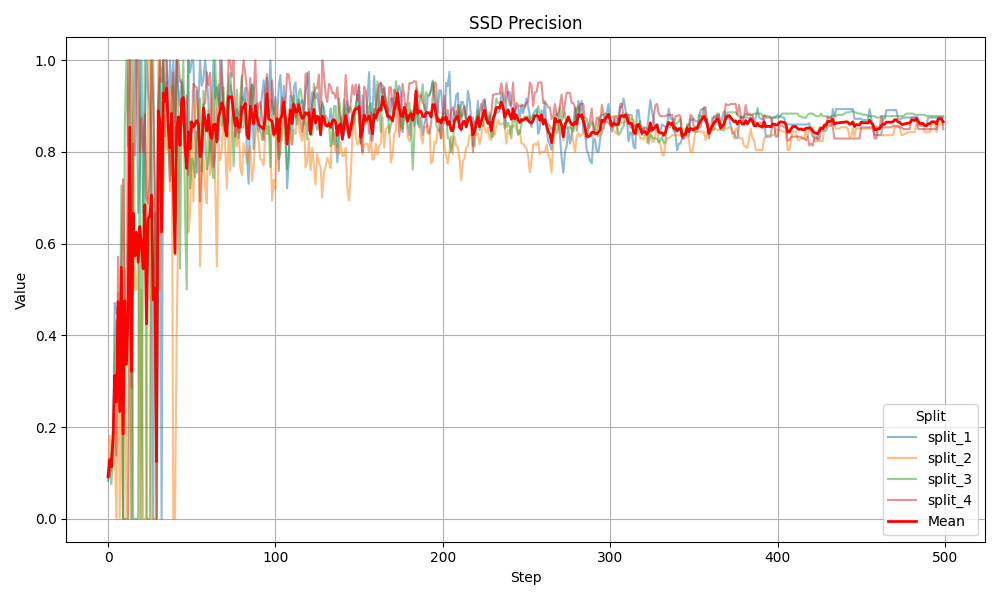 SSD Precision
1.0
0.8
0.6
0.4
0.2
0.0
Value
0
100
200
300
400
500
Step
Split
split_1
split_2
split_3
split_4
Mean